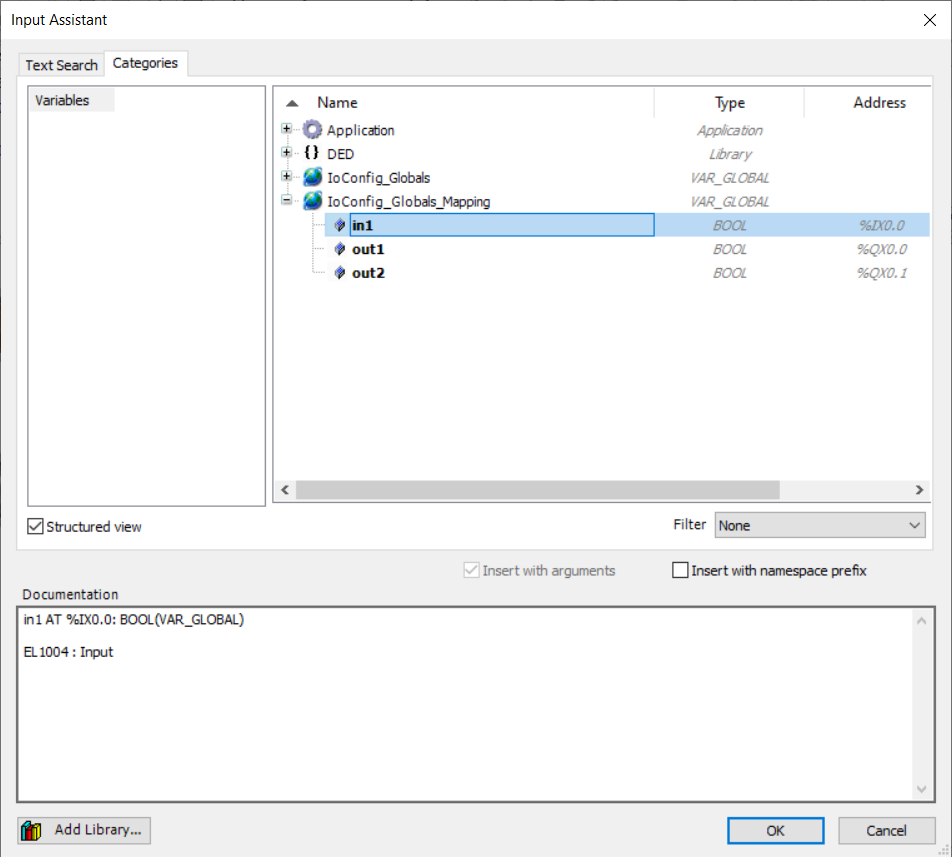 Input Assistant
Text Search Categories
Variables
Name Type Address
Application Application
{} DED Library
IoConfig_Globals VAR_GLOBAL
IoConfig_Globals_Mapping VAR_GLOBAL
in1 BOOL %IX0.0
out1 BOOL %QX0.0
out2 BOOL %QX0.1
Structured view
Filter None
Insert with arguments Insert with namespace prefix
Documentation
in1 AT %IX0.0: BOOL(VAR_GLOBAL)
EL1004 : Input
Add Library... OK Cancel